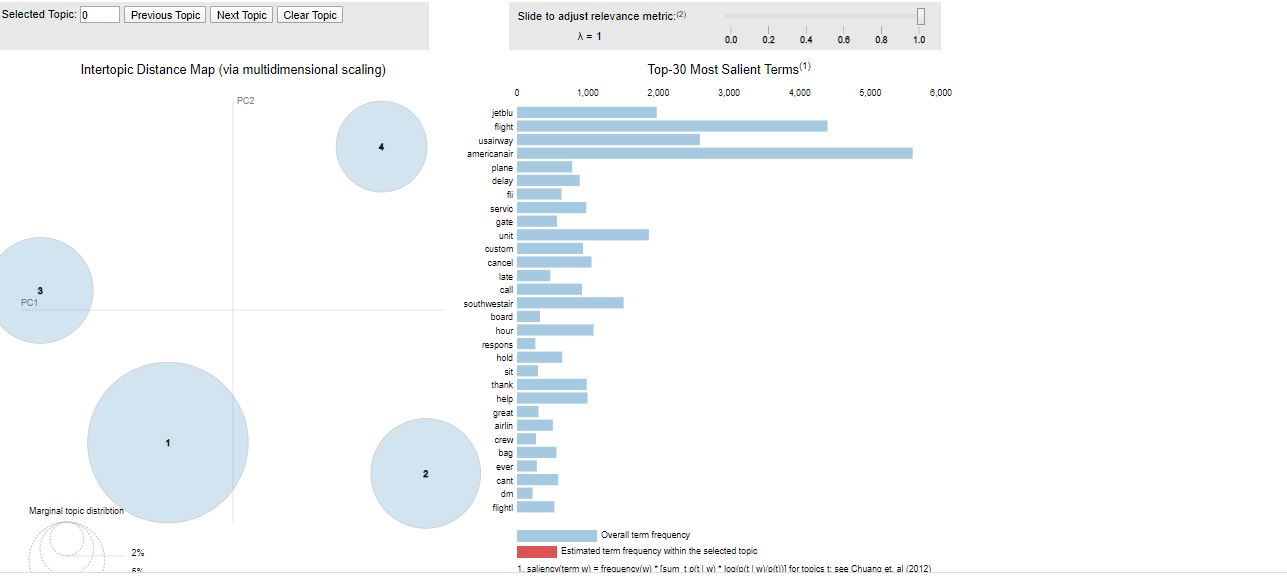 Selected Topic: 0 Previous Topic Next Topic Clear Topic
Slide to adjust relevance metric:(2)
λ = 1
0.0 0.2 0.4 0.6 0.8 1.0
Intertopic Distance Map (via multidimensional scaling)
PC2
4
3
PC1
1
2
Marginal topic distribtion
2%
5%
Top-30 Most Salient Terms(1)
0 1,000 2,000 3,000 4,000 5,000 6,000
jetblu
flight
usairway
americanair
plane
delay
fli
servic
gate
unit
custom
cancel
late
call
southwestair
board
hour
respons
hold
sit
thank
help
great
airlin
crew
bag
ever
cant
dm
flightl
Overall term frequency
Estimated term frequency within the selected topic
1. saliency(term w) = frequency(w) * [sum_t p(t | w) * log(p(t | w)/p(t))] for topics t; see Chuang et. al (2012)